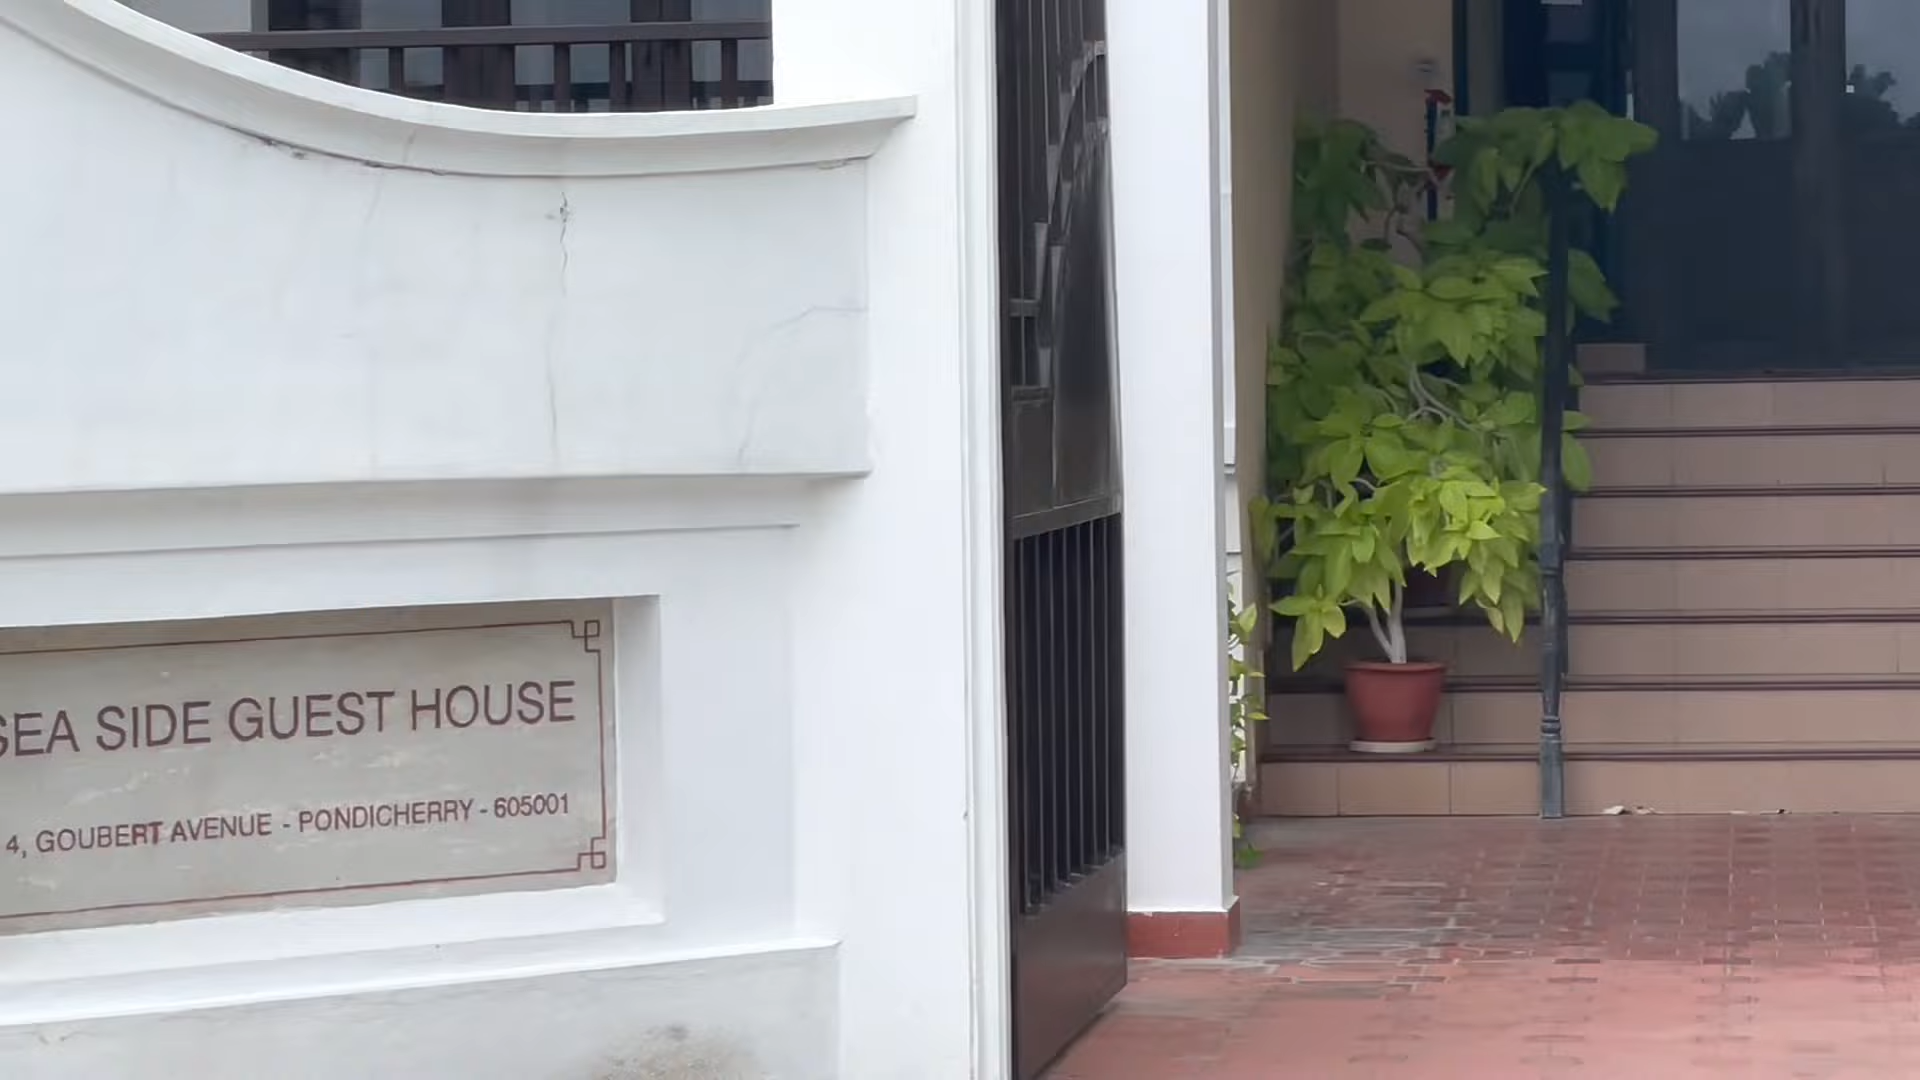 SEA SIDE GUEST HOUSE
4, GOUBERT AVENUE - PONDICHERRY - 605001